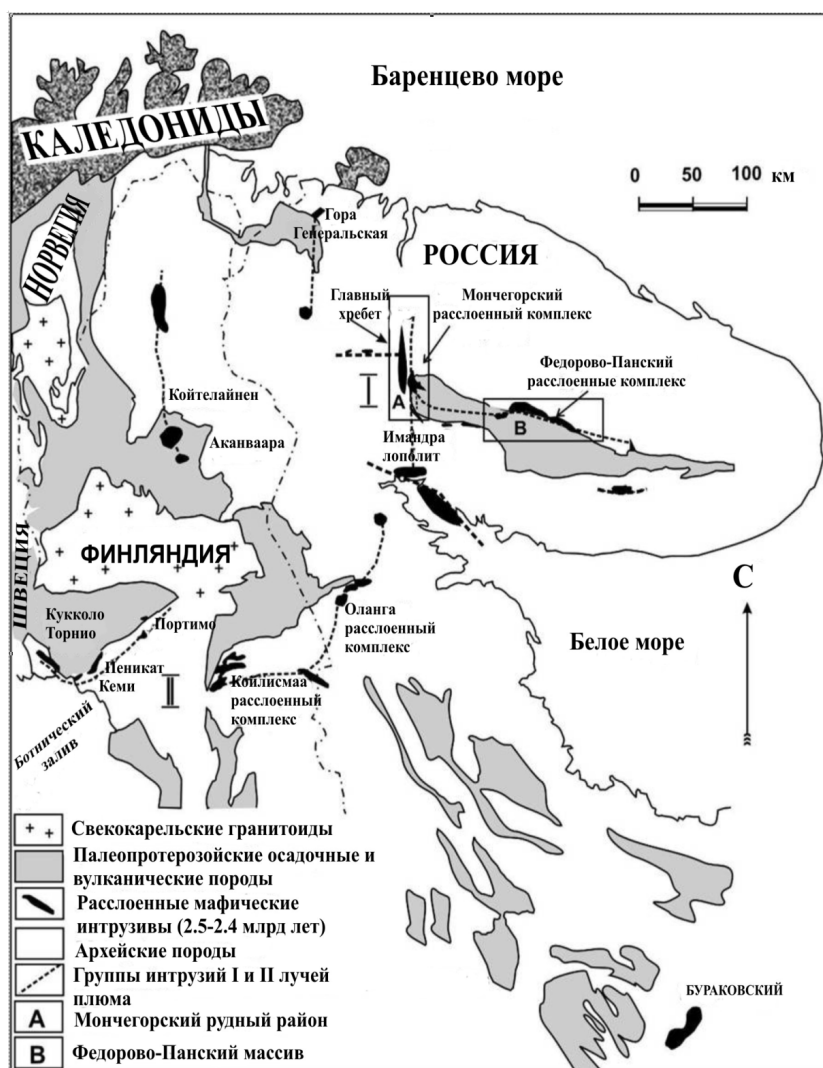 Баренцево море
КАЛЕДОНИДЫ
0 50 100 км
Гора
Генеральская
НОРВЕГИЯ
РОССИЯ
Главный
хребет
Мончегорский
расслоенный комплекс
Федорово-Панский
расслоенные комплекс
I
A
B
Койтелайнен
Аканваара
Имандра
лополит
ШВЕЦИЯ
ФИНЛЯНДИЯ
С
Кукколо
Торнио
Портимо
Оланга
расслоенный
комплекс
Белое море
Пеникат
Кеми
II
Койлисмаа
расслоенный
комплекс
Ботнический
залив
Свекокарельские гранитоиды
Палеопротерозойские осадочные и
вулканические породы
Расслоенные мафические
интрузивы (2.5-2.4 млрд лет)
Архейские породы
Группы интрузий I и II лучей
плюма
A Мончегорский рудный район
B Федорово-Панский массив
БУРАКОВСКИЙ